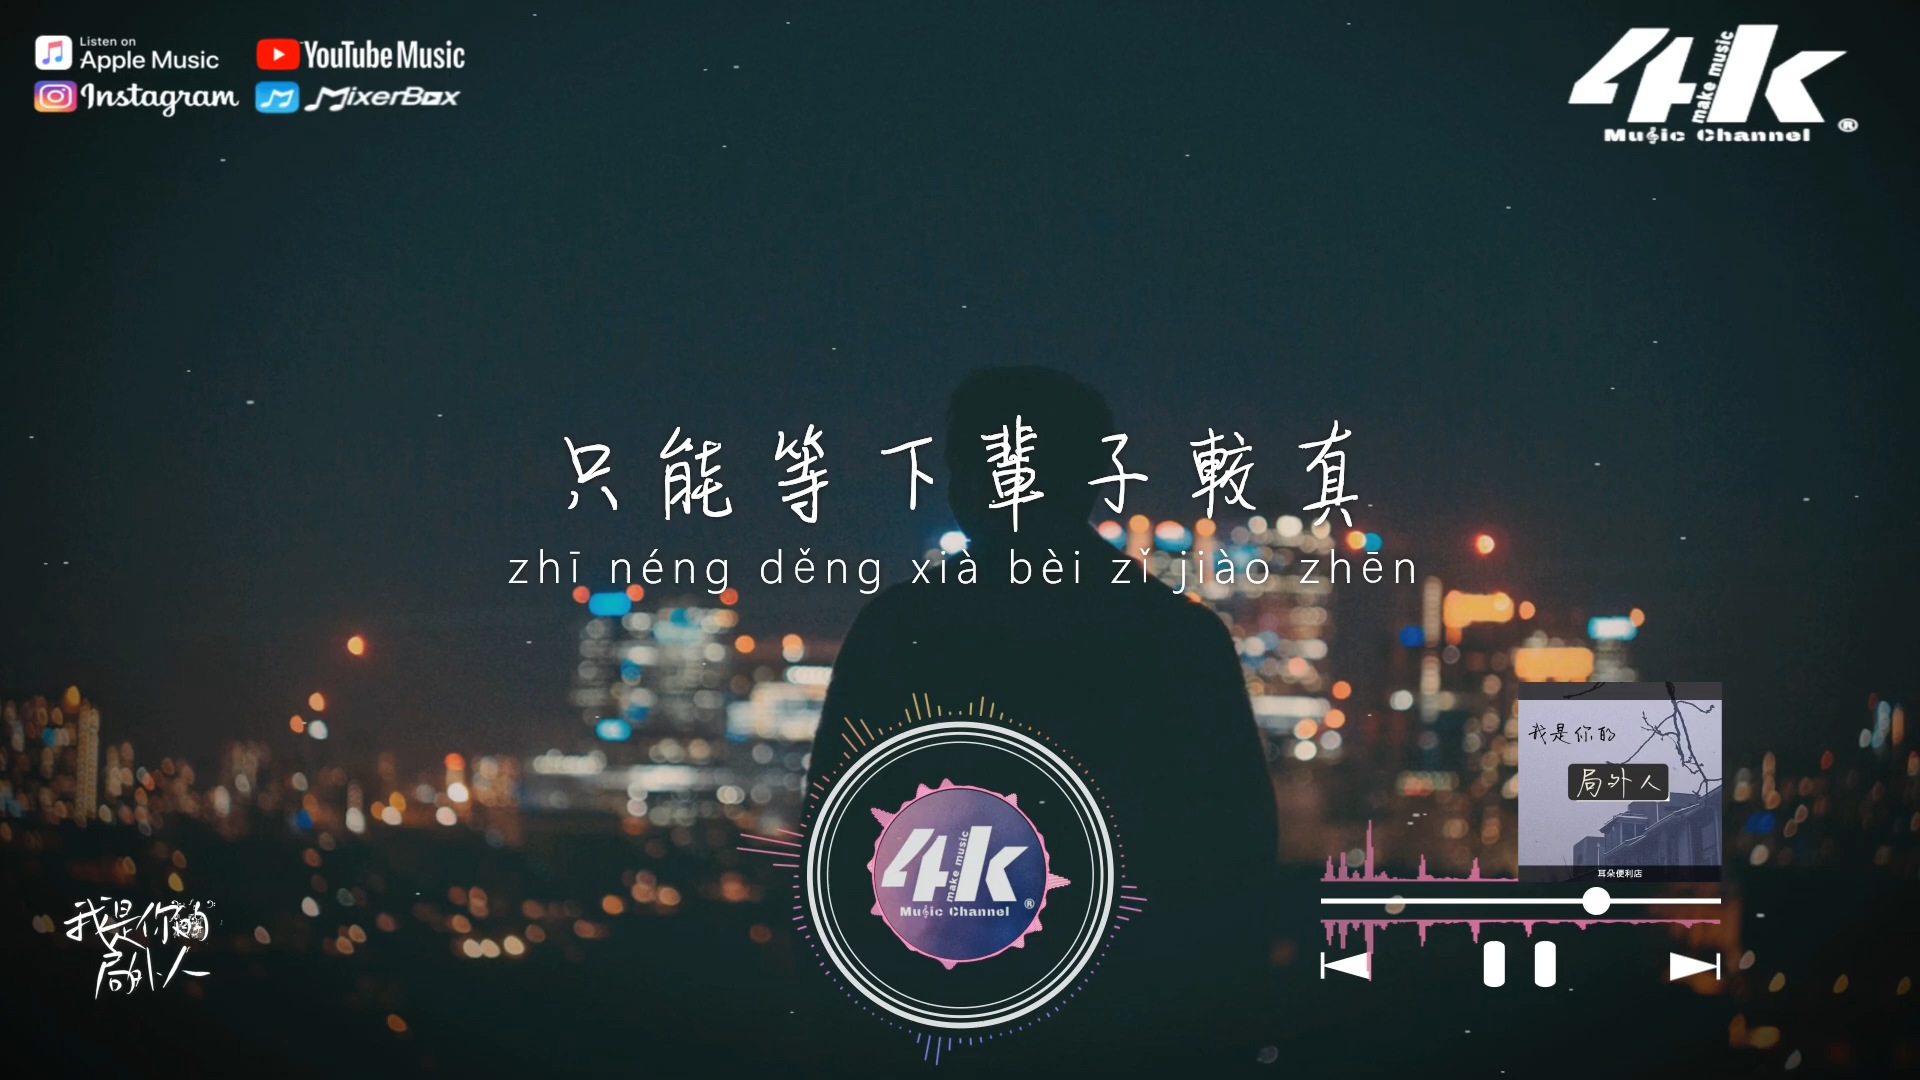 Listen on
Apple Music
YouTube Music
Instagram
MixerBox
4k
make music
Music Channel ®
只能等下輩子較真
zhī néng děng xià bèi zǐ jiào zhēn
我是你的
局外人
耳朵便利店
4k
make music
Music Channel ®
我是你的
局外人